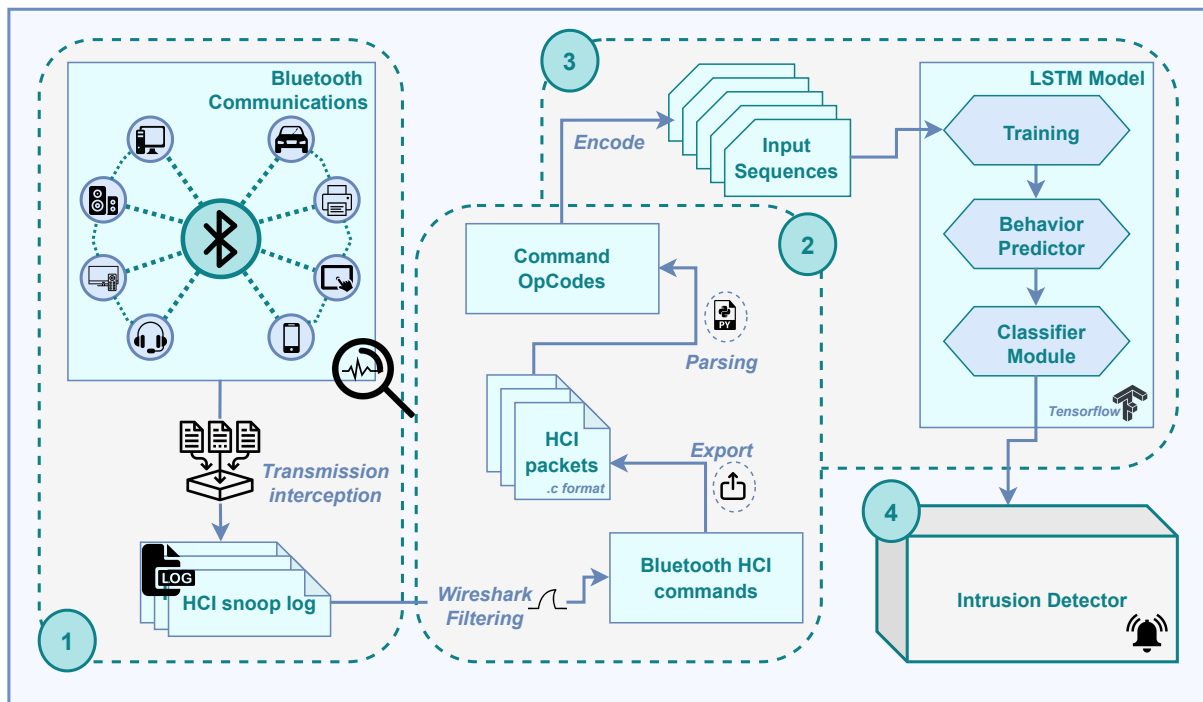 Bluetooth
Communications
Transmission
interception
LOG
HCI snoop log
1
Wireshark
Filtering
Bluetooth HCI
commands
Export
HCI
packets
.c format
Parsing
PY
Command
OpCodes
2
3
Encode
Input
Sequences
LSTM Model
Training
Behavior
Predictor
Classifier
Module
Tensorflow
4
Intrusion Detector